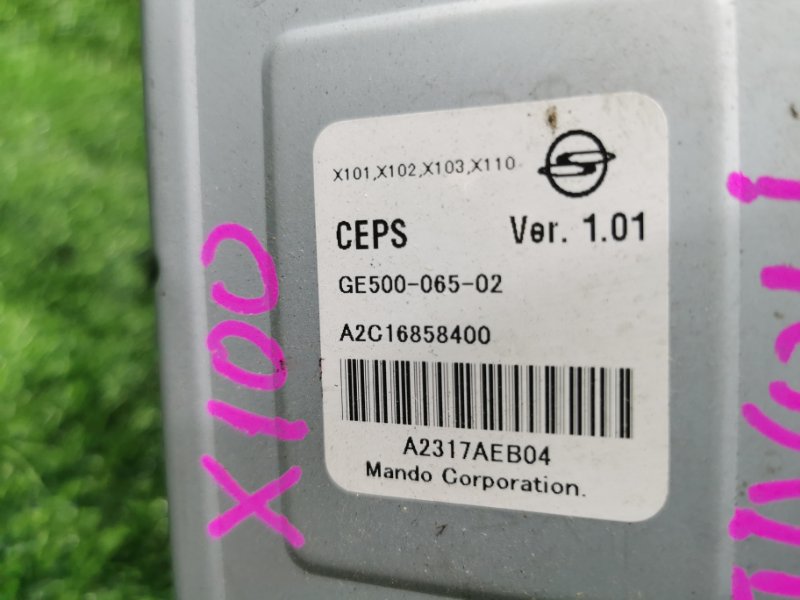 X101,X102,X103,X110
CEPS Ver. 1.01
GE500-065-02
A2C16858400
A2317AEB04
Mando Corporation.
X100